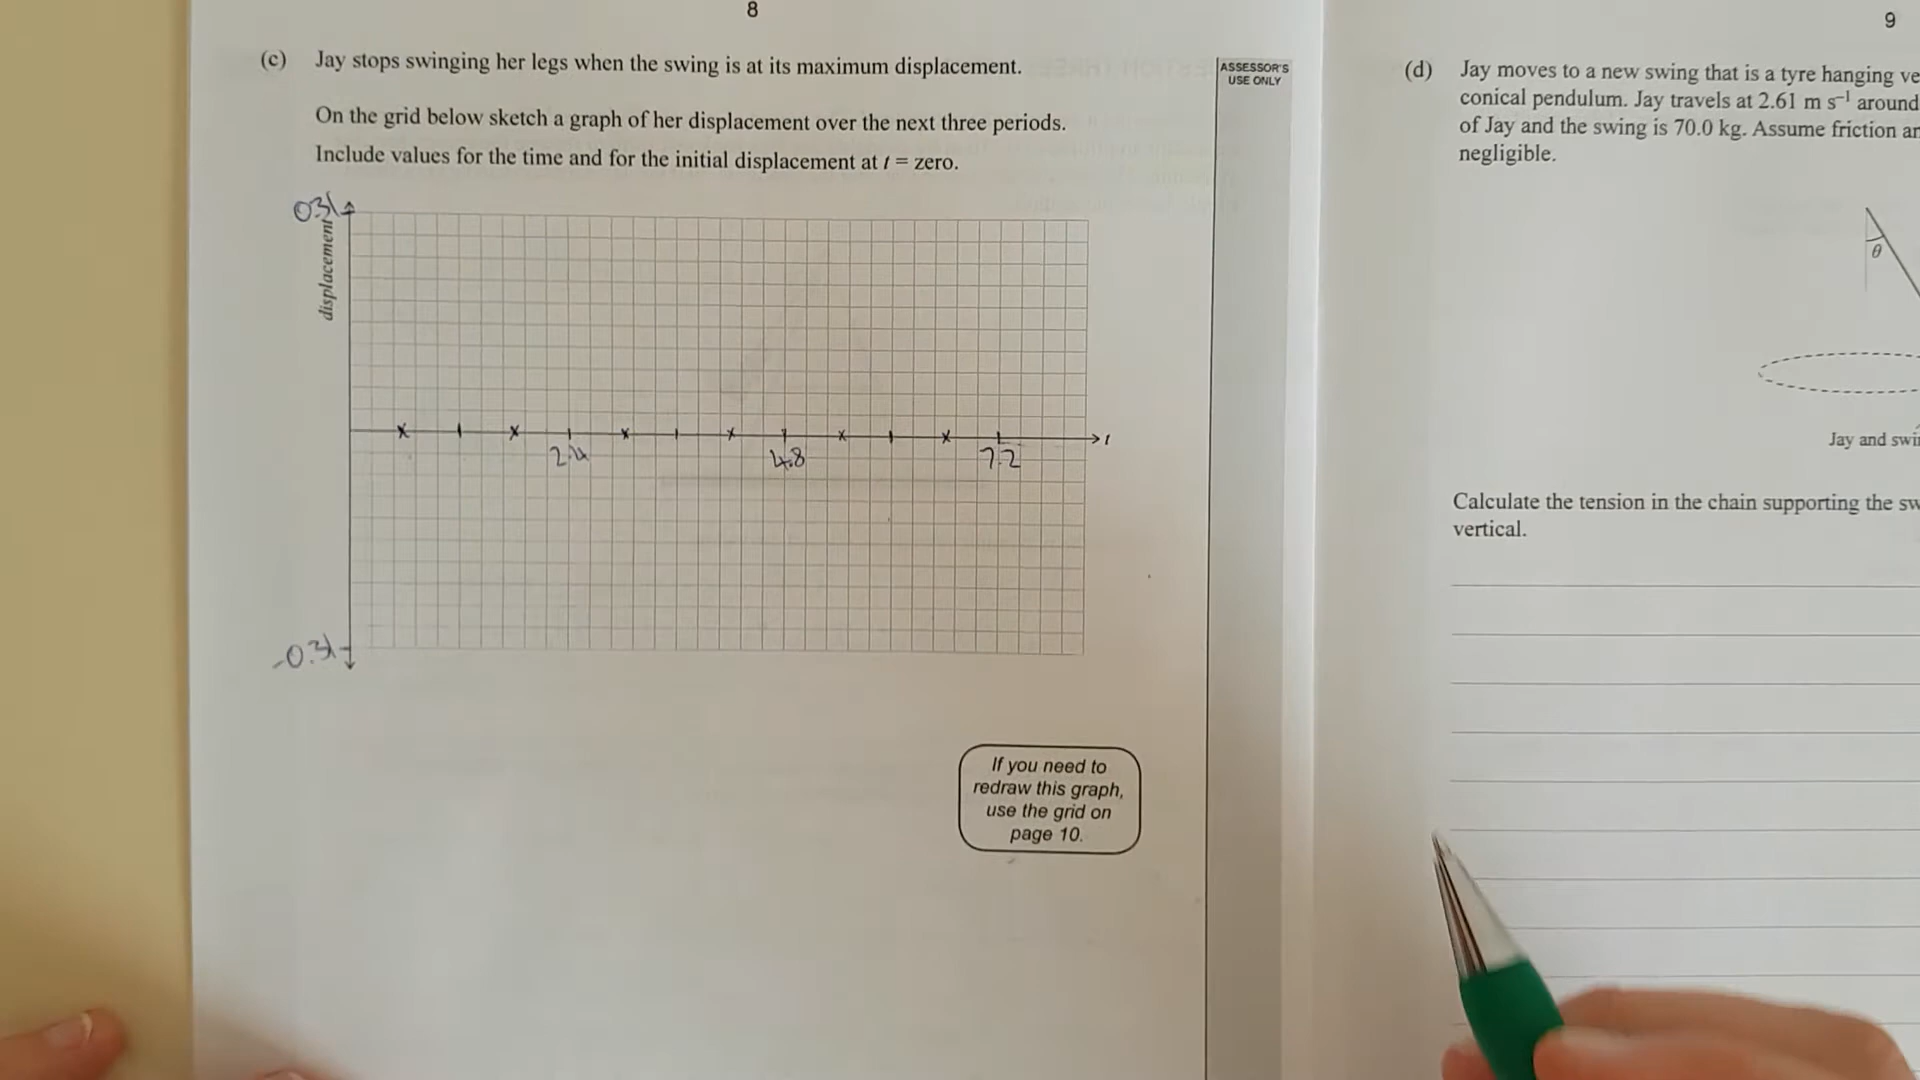 8
(c) Jay stops swinging her legs when the swing is at its maximum displacement.
On the grid below sketch a graph of her displacement over the next three periods.
Include values for the time and for the initial displacement at t = zero.
ASSESSOR'S
USE ONLY
displacement
t
2.4
4.8
7.2
If you need to
redraw this graph,
use the grid on
page 10.
9
(d) Jay moves to a new swing that is a tyre hanging ve
conical pendulum. Jay travels at 2.61 m s⁻¹ around
of Jay and the swing is 70.0 kg. Assume friction ar
negligible.
θ
Jay and swi
Calculate the tension in the chain supporting the sw
vertical.